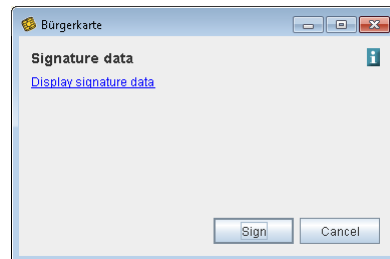 Bürgerkarte
Signature data
Display signature data
Sign
Cancel